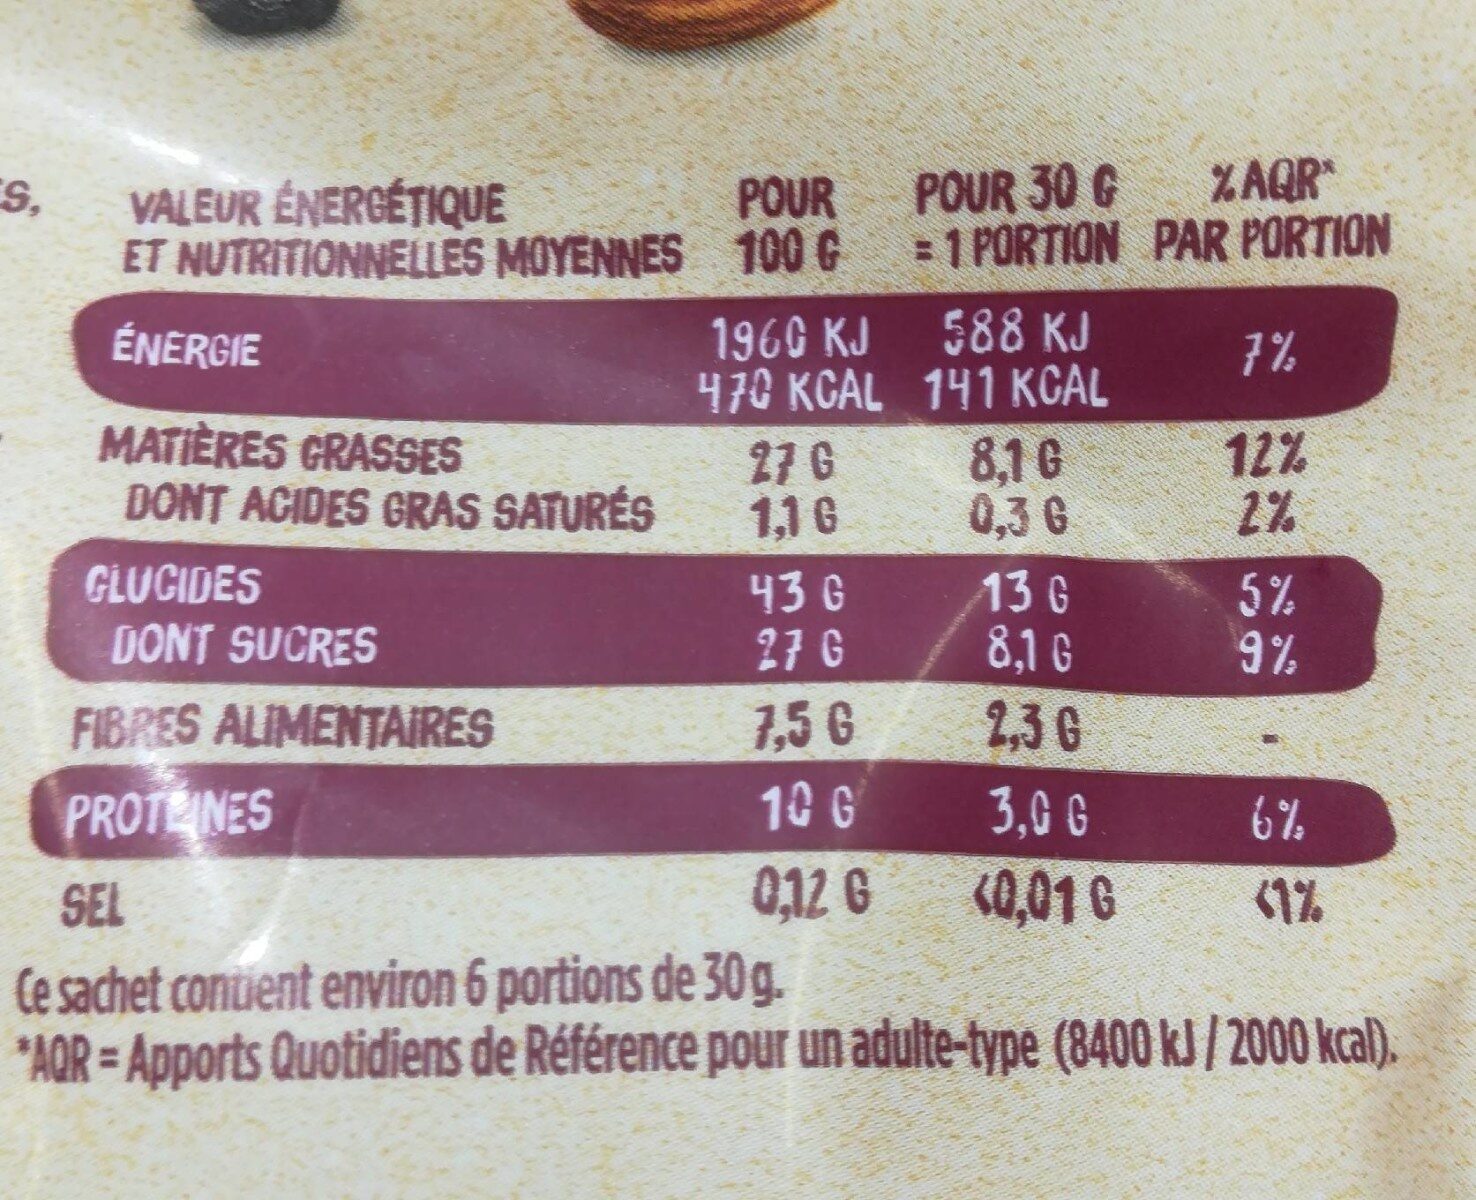 S,
VALEUR ÉNERGÉTIQUE POUR POUR 30 G % AQR*
ET NUTRITIONNELLES MOYENNES 100 G = 1 PORTION PAR PORTION
ÉNERGIE 1960 KJ 588 KJ 7%
470 KCAL 141 KCAL
MATIÈRES GRASSES 27 G 8,1 G 12%
DONT ACIDES GRAS SATURÉS 1,1 G 0,3 G 2%
GLUCIDES 43 G 13 G 5%
DONT SUCRES 27 G 8,1 G 9%
FIBRES ALIMENTAIRES 7,5 G 2,3 G -
PROTÉINES 10 G 3,0 G 6%
SEL 0,12 G <0,01 G <1%
Ce sachet contient environ 6 portions de 30 g.
*AQR = Apports Quotidiens de Référence pour un adulte-type (8400 kJ / 2000 kcal).